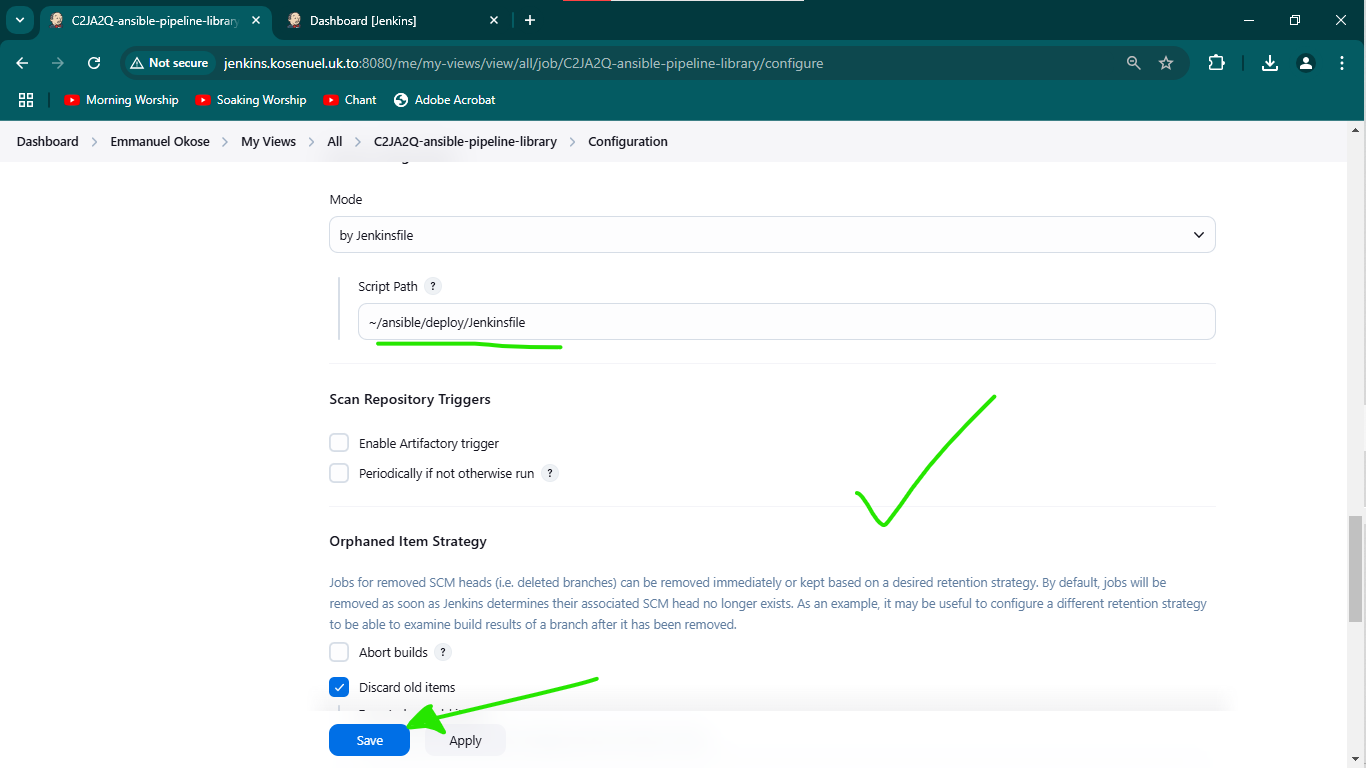 C2JA2Q-ansible-pipeline-library
Dashboard [Jenkins]
Not secure
jenkins.kosenuel.uk.to:8080/me/my-views/view/all/job/C2JA2Q-ansible-pipeline-library/configure
Morning Worship
Soaking Worship
Chant
Adobe Acrobat
Dashboard > Emmanuel Okose > My Views > All > C2JA2Q-ansible-pipeline-library > Configuration
Mode
by Jenkinsfile
Script Path ?
~/ansible/deploy/Jenkinsfile
Scan Repository Triggers
Enable Artifactory trigger
Periodically if not otherwise run ?
Orphaned Item Strategy
Jobs for removed SCM heads (i.e. deleted branches) can be removed immediately or kept based on a desired retention strategy. By default, jobs will be
removed as soon as Jenkins determines their associated SCM head no longer exists. As an example, it may be useful to configure a different retention strategy
to be able to examine build results of a branch after it has been removed.
Abort builds ?
Discard old items
Save
Apply